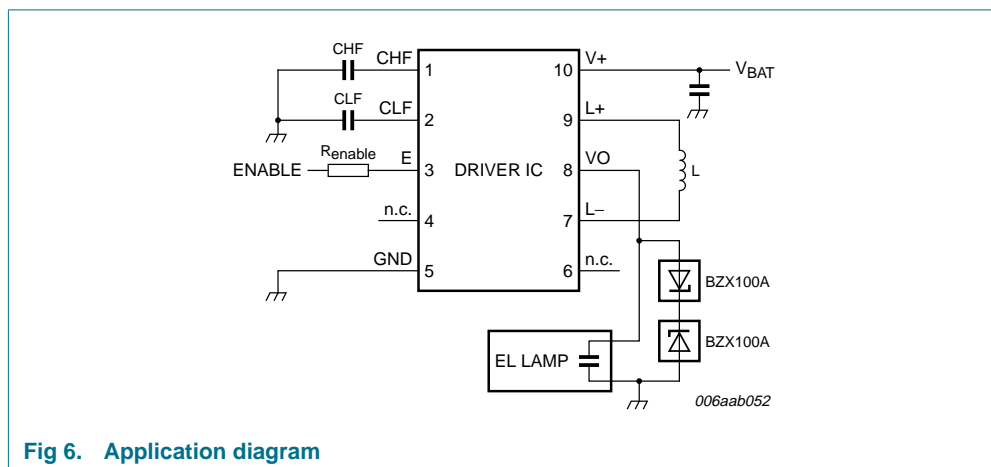 CHF
CHF
1
CLF
CLF
2
ENABLE
Renable
E
3
n.c.
4
GND
5
DRIVER IC
10
V+
VBAT
9
L+
8
VO
L
7
L−
6
n.c.
BZX100A
BZX100A
EL LAMP
006aab052
Fig 6. Application diagram